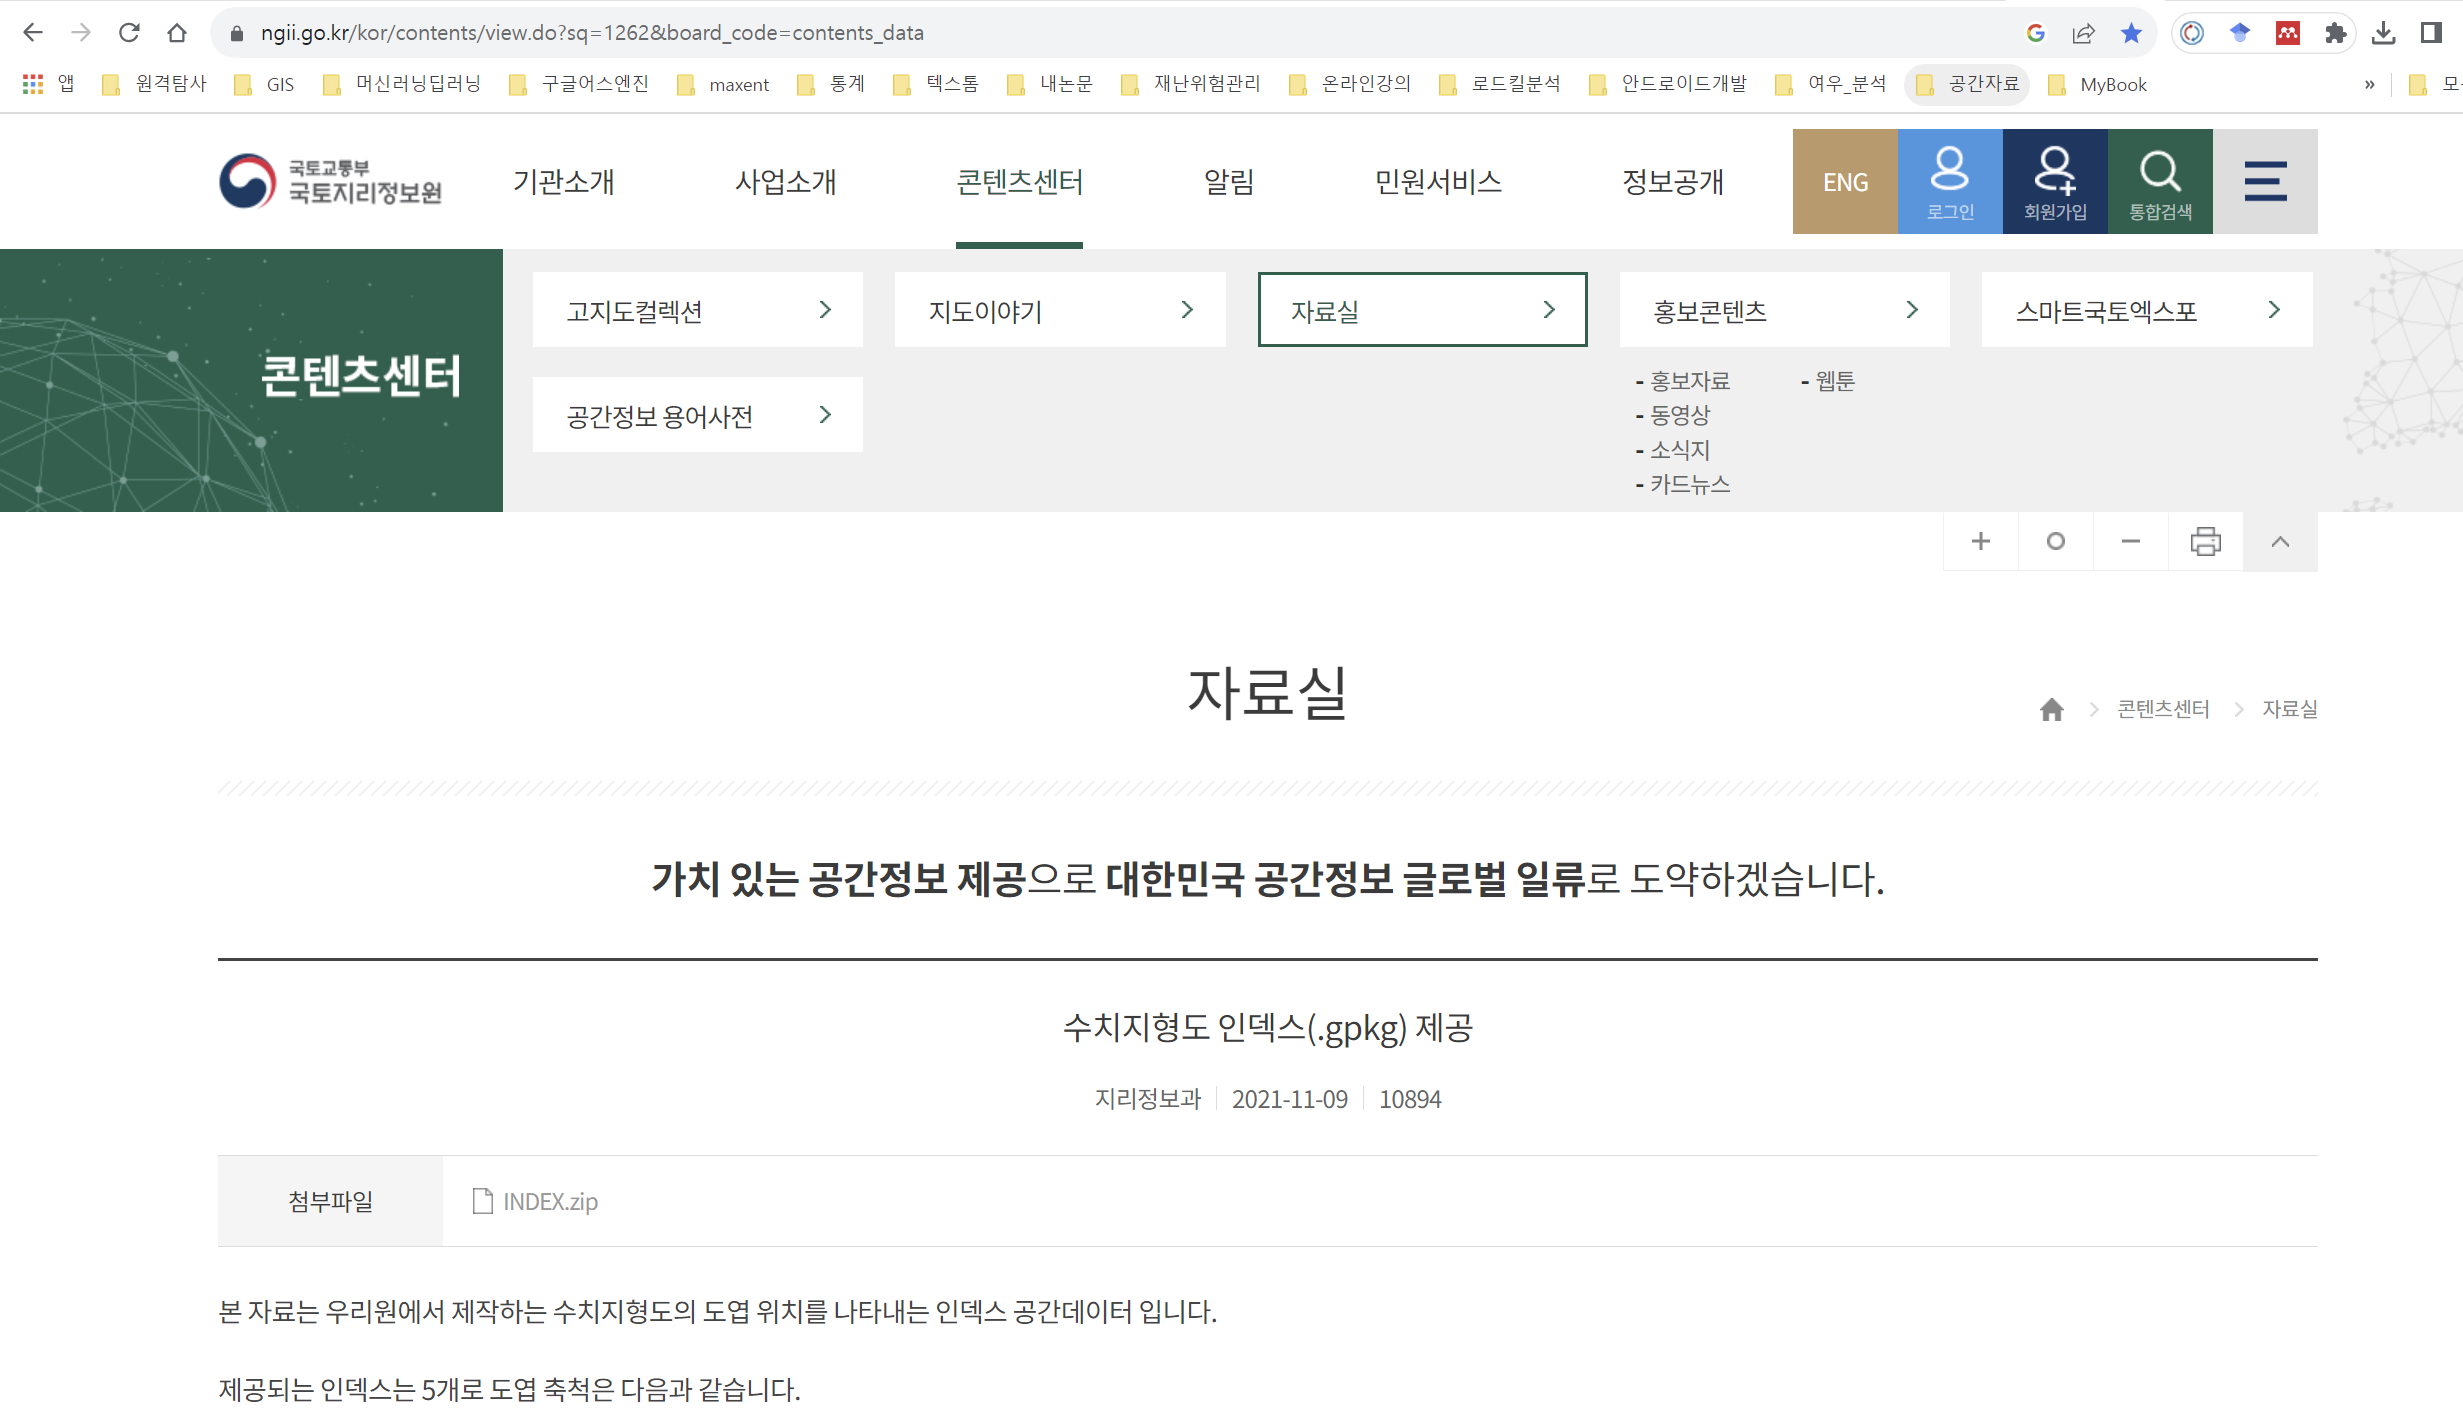 ngii.go.kr/kor/contents/view.do?sq=1262&board_code=contents_data
앱 원격탐사 GIS 머신러닝딥러닝 구글어스엔진 maxent 통계 텍스톰 내논문 재난위험관리 온라인강의 로드킬분석 안드로이드개발 여우_분석 공간자료 MyBook »
국토교통부
국토지리정보원
기관소개 사업소개 콘텐츠센터 알림 민원서비스 정보공개
ENG 로그인 회원가입 통합검색
콘텐츠센터
고지도컬렉션 지도이야기 자료실 홍보콘텐츠 스마트국토엑스포
공간정보 용어사전
- 홍보자료 - 웹툰
- 동영상
- 소식지
- 카드뉴스
자료실
콘텐츠센터 > 자료실
가치 있는 공간정보 제공으로 대한민국 공간정보 글로벌 일류로 도약하겠습니다.
수치지형도 인덱스(.gpkg) 제공
지리정보과 2021-11-09 10894
첨부파일 INDEX.zip
본 자료는 우리원에서 제작하는 수치지형도의 도엽 위치를 나타내는 인덱스 공간데이터 입니다.
제공되는 인덱스는 5개로 도엽 축척은 다음과 같습니다.